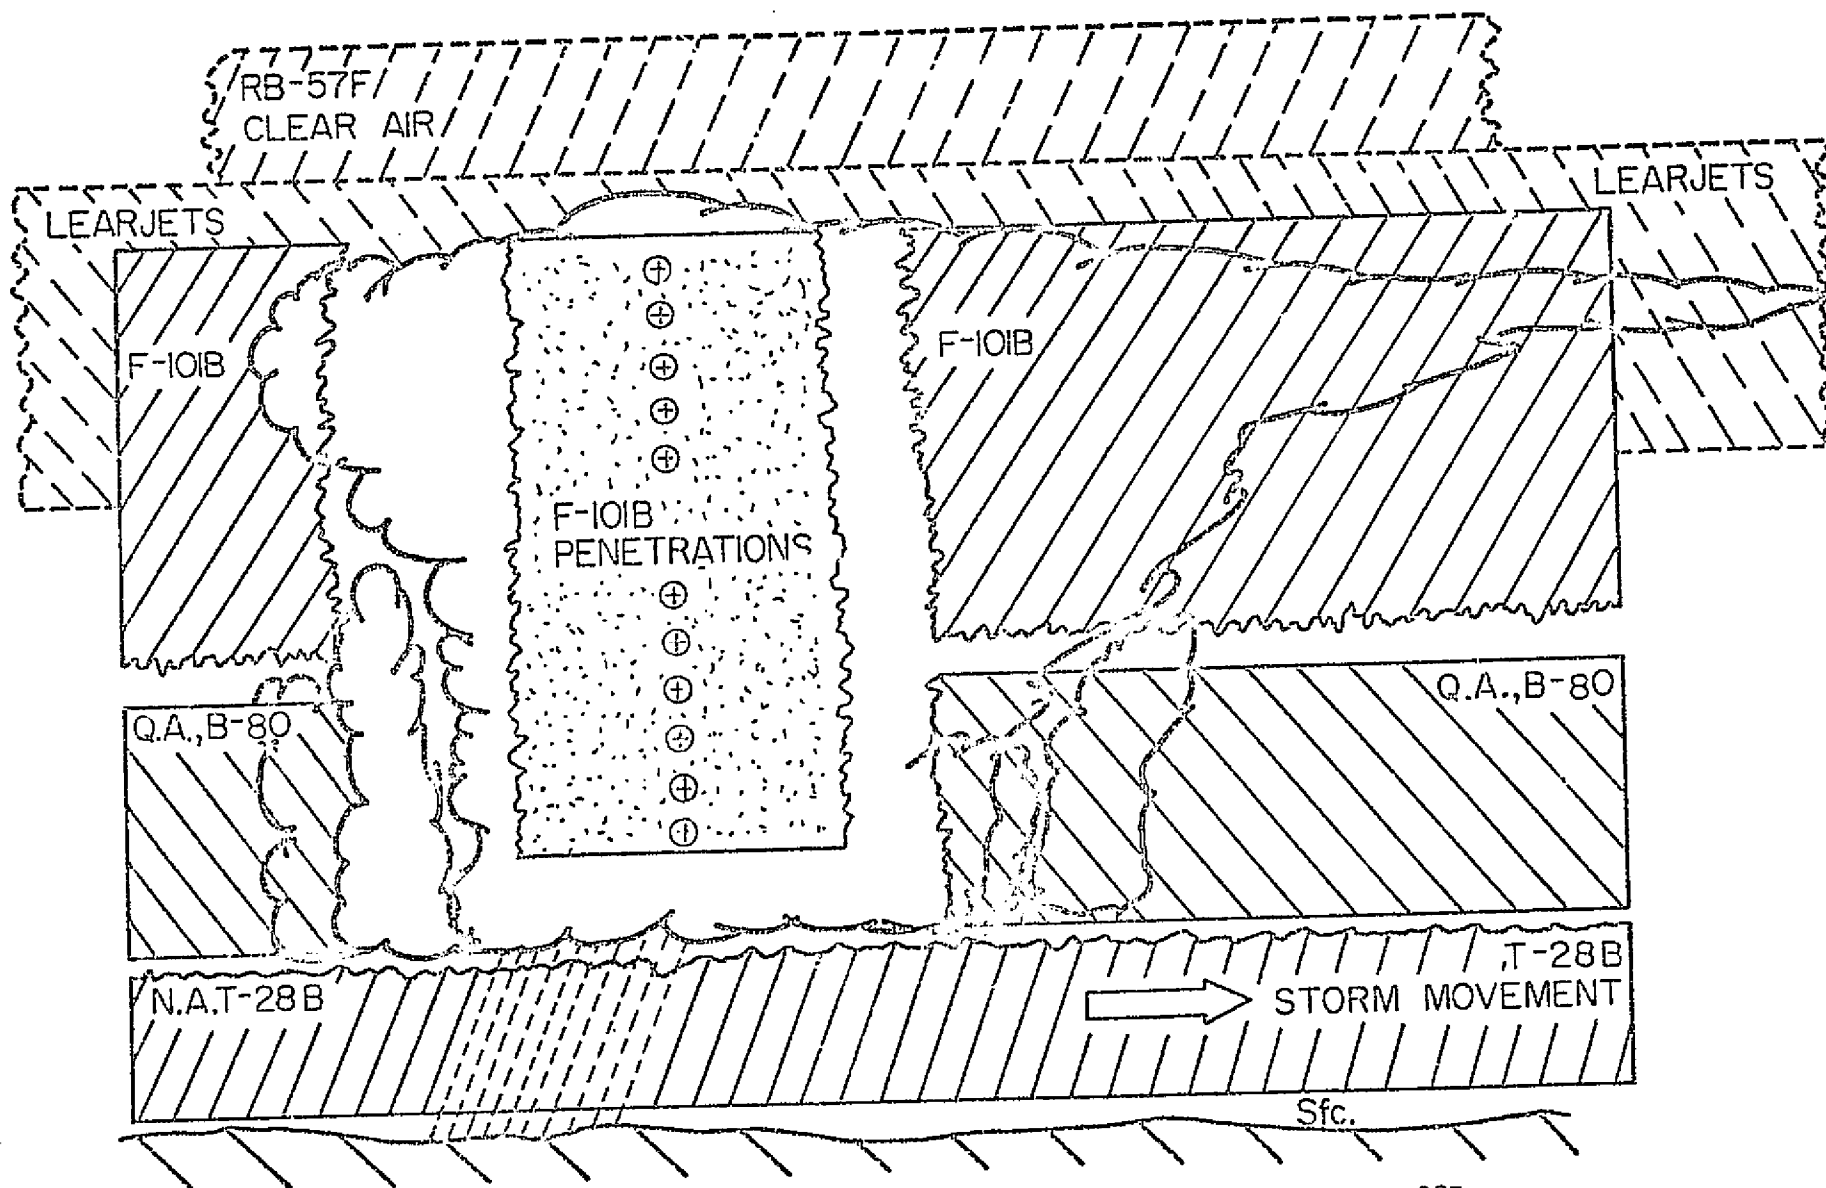 RB-57F
CLEAR AIR
LEARJETS
LEARJETS
F-101B
F-101B
F-101B
PENETRATIONS
Q.A.,B-80
Q.A.,B-80
N.A.T-28B
T-28B
STORM MOVEMENT
Sfc.